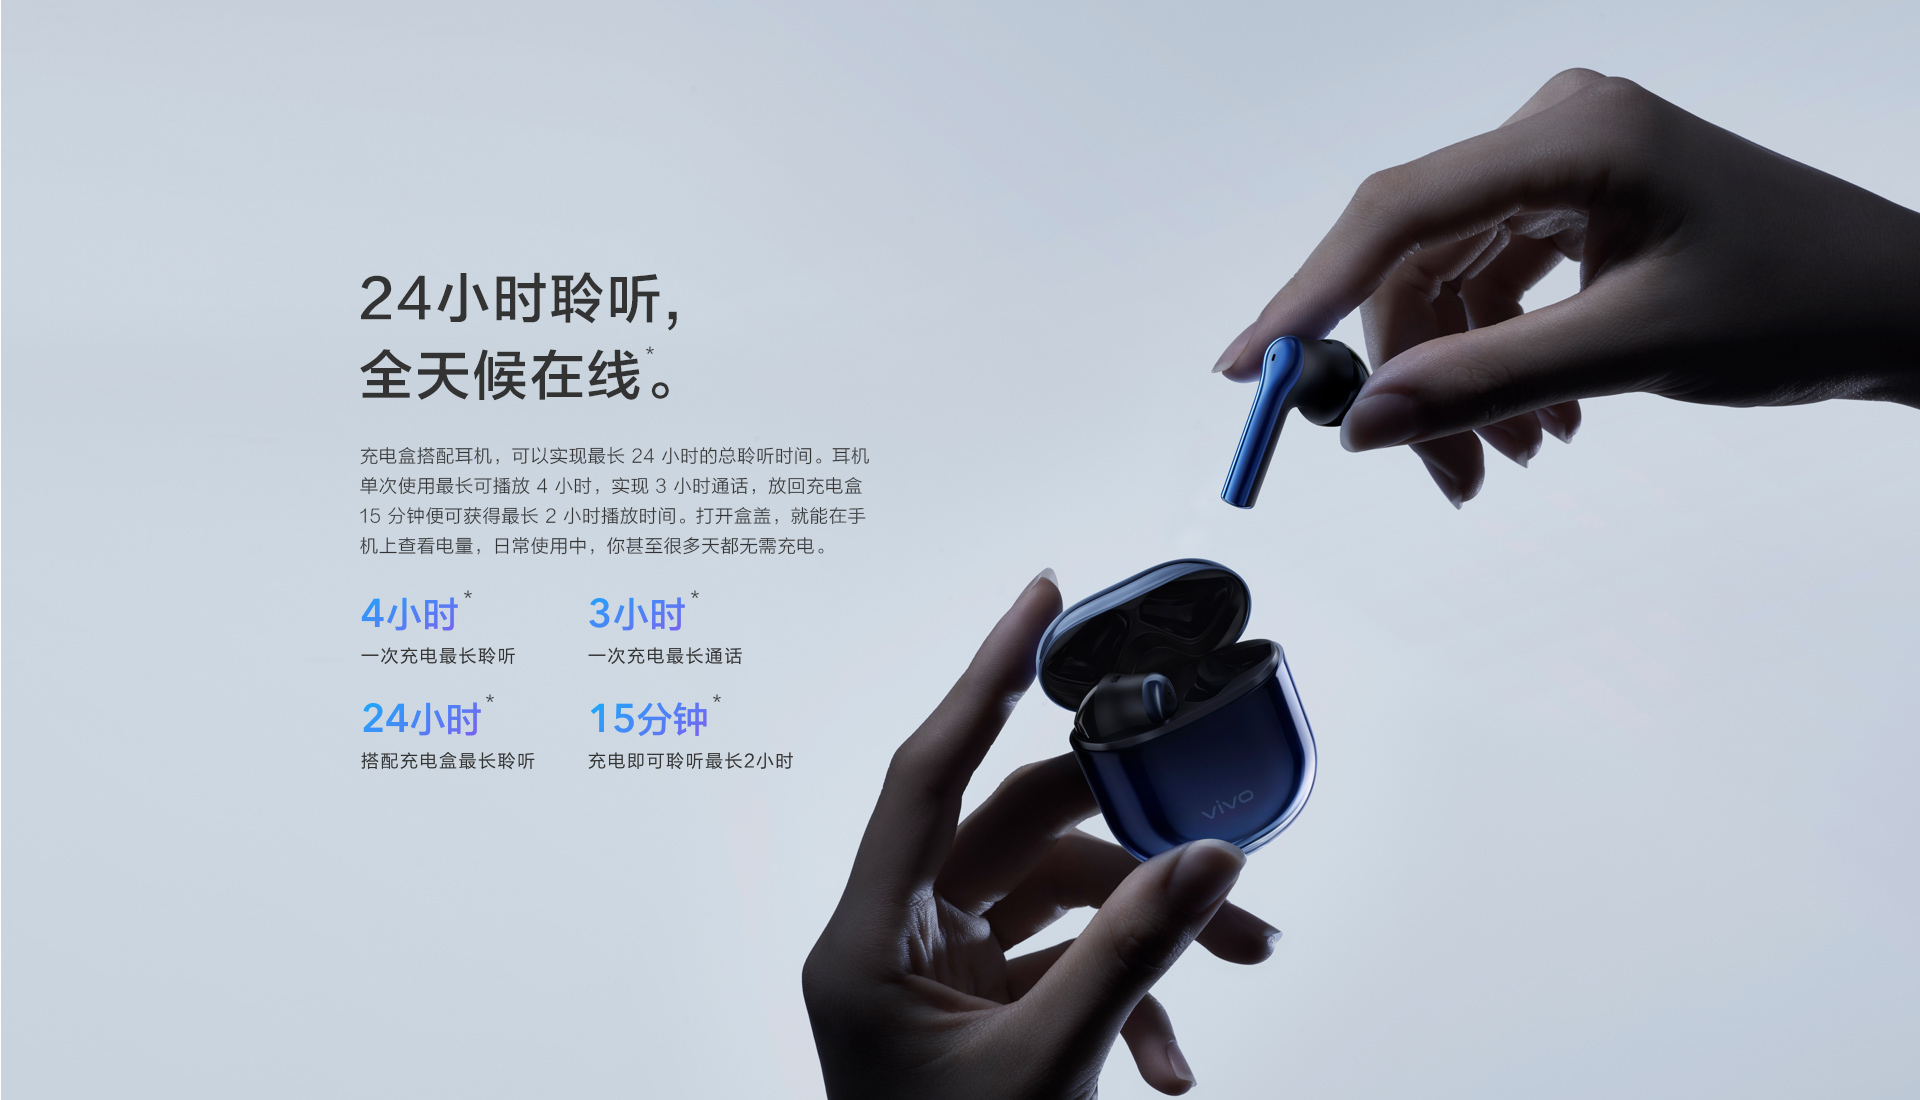 24小时聆听，
全天候在线*。
充电盒搭配耳机，可以实现最长 24 小时的总聆听时间。耳机
单次使用最长可播放 4 小时，实现 3 小时通话，放回充电盒
15 分钟便可获得最长 2 小时播放时间。打开盒盖，就能在手
机上查看电量，日常使用中，你甚至很多天都无需充电。
4小时*
3小时*
一次充电最长聆听
一次充电最长通话
24小时*
15分钟*
搭配充电盒最长聆听
充电即可聆听最长2小时
vivo